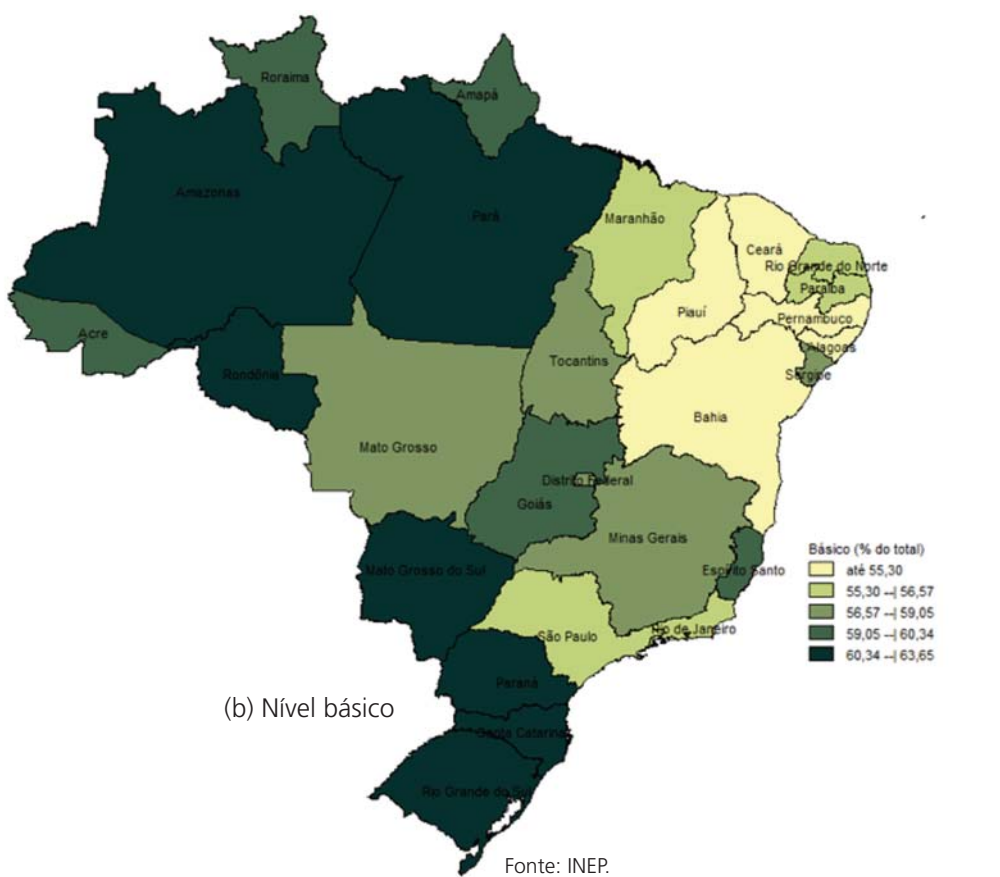 Roraima
Amapá
Amazonas
Pará
Maranhão
Ceará
Rio Grande do Norte
Paraíba
Piauí
Pernambuco
Acre
Alagoas
Tocantins
Rondônia
Sergipe
Bahia
Mato Grosso
Distrito Federal
Goiás
Minas Gerais
Básico (% do total)
até 55,30
55,30 --| 56,57
56,57 --| 59,05
59,05 --| 60,34
60,34 --| 63,65
Mato Grosso do Sul
Espírito Santo
Rio de Janeiro
São Paulo
Paraná
(b) Nível básico
Santa Catarina
Rio Grande do Sul
Fonte: INEP.